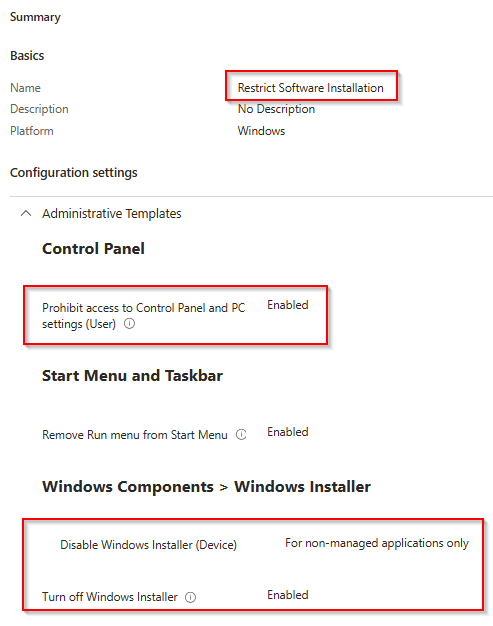 Summary
Basics
Name Restrict Software Installation
Description No Description
Platform Windows
Configuration settings
Administrative Templates
Control Panel
Prohibit access to Control Panel and PC Enabled
settings (User)
Start Menu and Taskbar
Remove Run menu from Start Menu Enabled
Windows Components > Windows Installer
Disable Windows Installer (Device) For non-managed applications only
Turn off Windows Installer Enabled